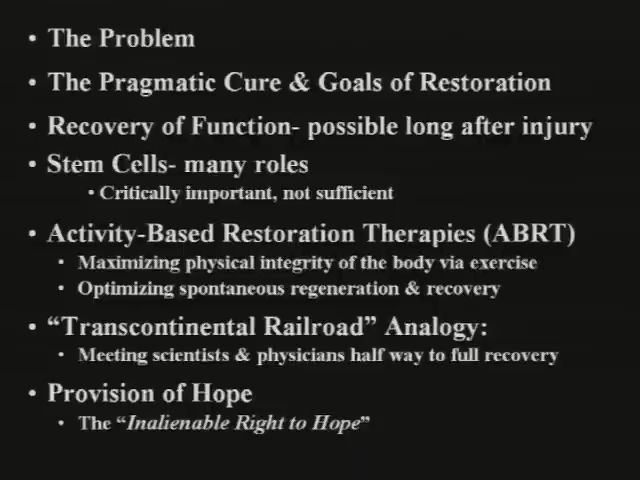 • The Problem
• The Pragmatic Cure & Goals of Restoration
• Recovery of Function- possible long after injury
• Stem Cells- many roles
• Critically important, not sufficient
• Activity-Based Restoration Therapies (ABRT)
• Maximizing physical integrity of the body via exercise
• Optimizing spontaneous regeneration & recovery
• “Transcontinental Railroad” Analogy:
• Meeting scientists & physicians half way to full recovery
• Provision of Hope
• The “Inalienable Right to Hope”